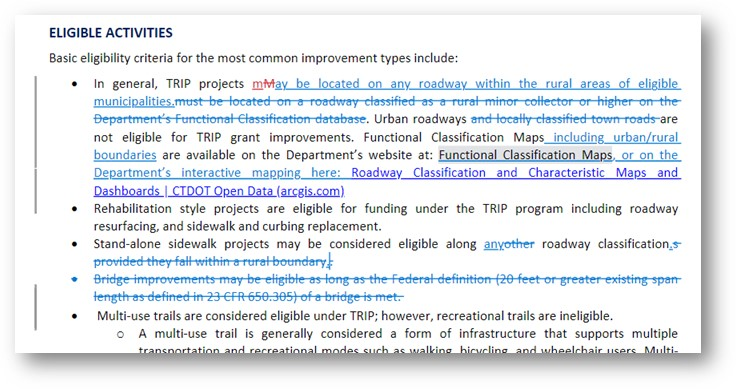 ELIGIBLE ACTIVITIES
Basic eligibility criteria for the most common improvement types include:
• In general, TRIP projects mMay be located on any roadway within the rural areas of eligible
municipalities.must be located on a roadway classified as a rural minor collector or higher on the
Department's Functional Classification database. Urban roadways and locally classified town roads are
not eligible for TRIP grant improvements. Functional Classification Maps including urban/rural
boundaries are available on the Department's website at: Functional Classification Maps, or on the
Department's interactive mapping here: Roadway Classification and Characteristic Maps and
Dashboards | CTDOT Open Data (arcgis.com)
• Rehabilitation style projects are eligible for funding under the TRIP program including roadway
resurfacing, and sidewalk and curbing replacement.
• Stand-alone sidewalk projects may be considered eligible along anyother roadway classification.s
provided they fall within a rural boundary.
• Bridge improvements may be eligible as long as the Federal definition (20 feet or greater existing span
length as defined in 23 CFR 650.305) of a bridge is met.
• Multi-use trails are considered eligible under TRIP; however, recreational trails are ineligible.
o A multi-use trail is generally considered a form of infrastructure that supports multiple
transportation and recreational modes such as walking, bicycling, and wheelchair users. Multi-